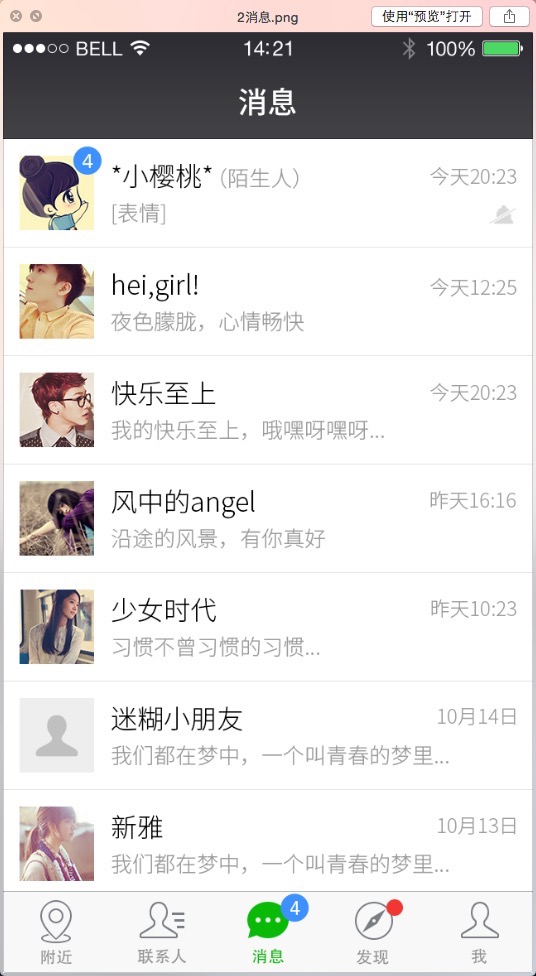 2消息.png
使用“预览”打开
BELL
14:21
100%
消息
4
*小樱桃* (陌生人)
今天20:23
[表情]
hei,girl!
今天12:25
夜色朦胧，心情畅快
快乐至上
今天20:23
我的快乐至上，哦嘿呀嘿呀...
风中的angel
昨天16:16
沿途的风景，有你真好
少女时代
昨天10:23
习惯不曾习惯的习惯...
迷糊小朋友
10月14日
我们都在梦中，一个叫青春的梦里...
新雅
10月13日
我们都在梦中，一个叫青春的梦里...
4
附近
联系人
消息
发现
我